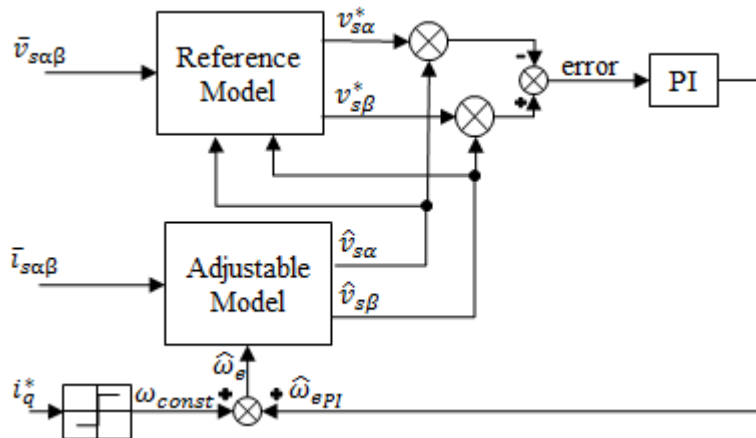 v̄sαβ
Reference Model
v*sα
v*sβ
-
+
error
PI
īsαβ
Adjustable Model
v̂sα
v̂sβ
ω̂e
i*q
ωconst
+
+
ω̂ePI